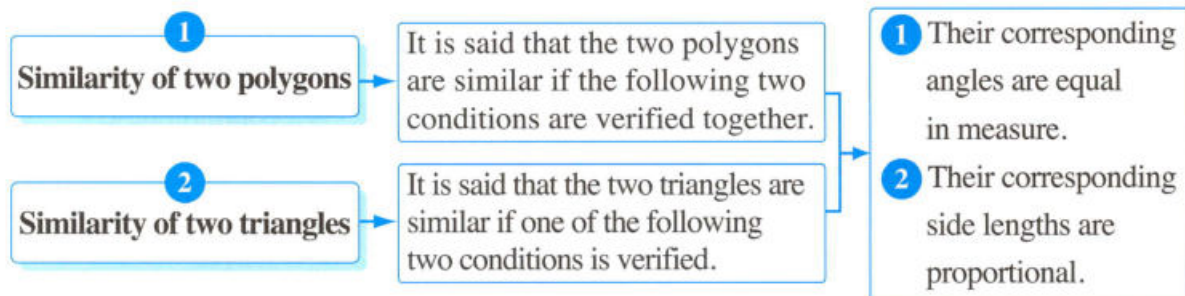 1
Similarity of two polygons
It is said that the two polygons
are similar if the following two
conditions are verified together.
2
Similarity of two triangles
It is said that the two triangles are
similar if one of the following
two conditions is verified.
1 Their corresponding
angles are equal
in measure.
2 Their corresponding
side lengths are
proportional.